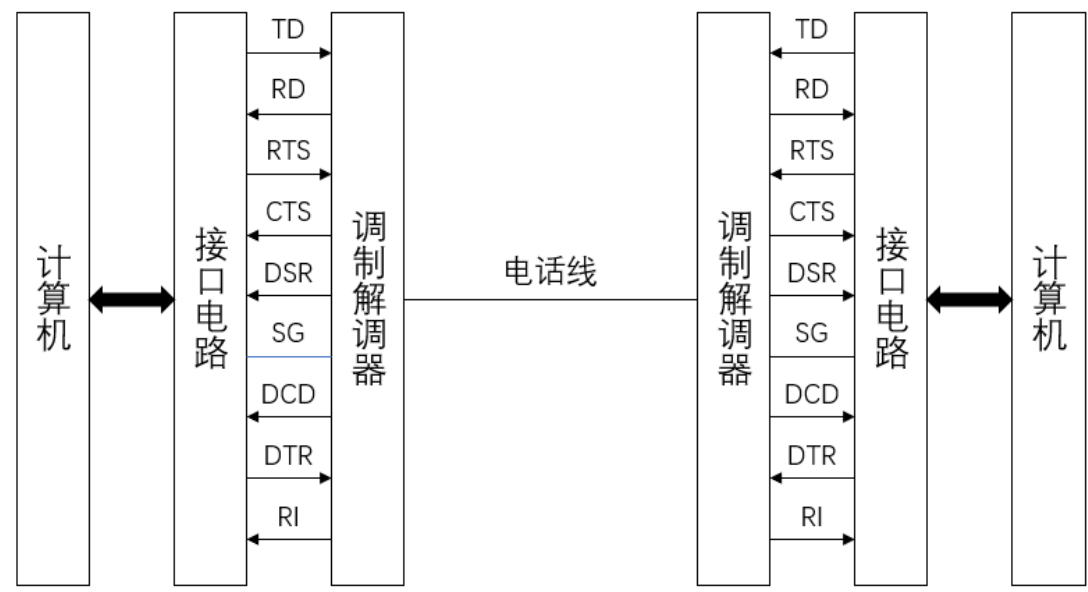 计算机
接口电路
TD
RD
RTS
CTS
DSR
SG
DCD
DTR
RI
调制解调器
电话线
调制解调器
TD
RD
RTS
CTS
DSR
SG
DCD
DTR
RI
接口电路
计算机